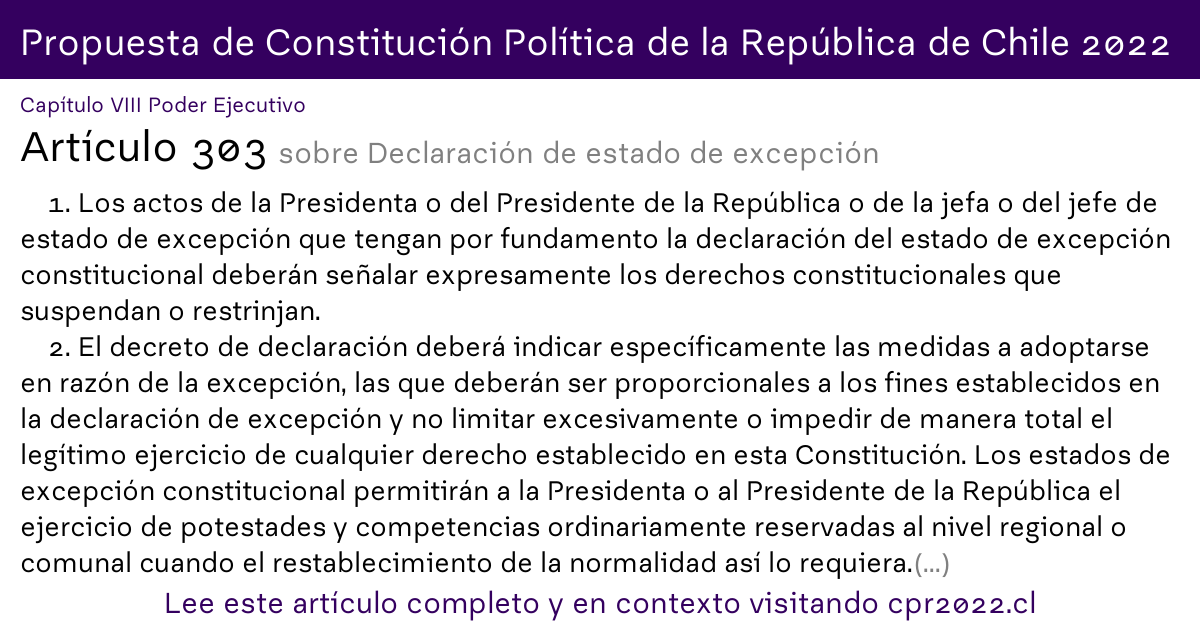 Propuesta de Constitución Política de la República de Chile 2022
Capítulo VIII Poder Ejecutivo
Artículo 303 sobre Declaración de estado de excepción
1. Los actos de la Presidenta o del Presidente de la República o de la jefa o del jefe de
estado de excepción que tengan por fundamento la declaración del estado de excepción
constitucional deberán señalar expresamente los derechos constitucionales que
suspendan o restrinjan.
2. El decreto de declaración deberá indicar específicamente las medidas a adoptarse
en razón de la excepción, las que deberán ser proporcionales a los fines establecidos en
la declaración de excepción y no limitar excesivamente o impedir de manera total el
legítimo ejercicio de cualquier derecho establecido en esta Constitución. Los estados de
excepción constitucional permitirán a la Presidenta o al Presidente de la República el
ejercicio de potestades y competencias ordinariamente reservadas al nivel regional o
comunal cuando el restablecimiento de la normalidad así lo requiera.(...)
Lee este artículo completo y en contexto visitando cpr2022.cl